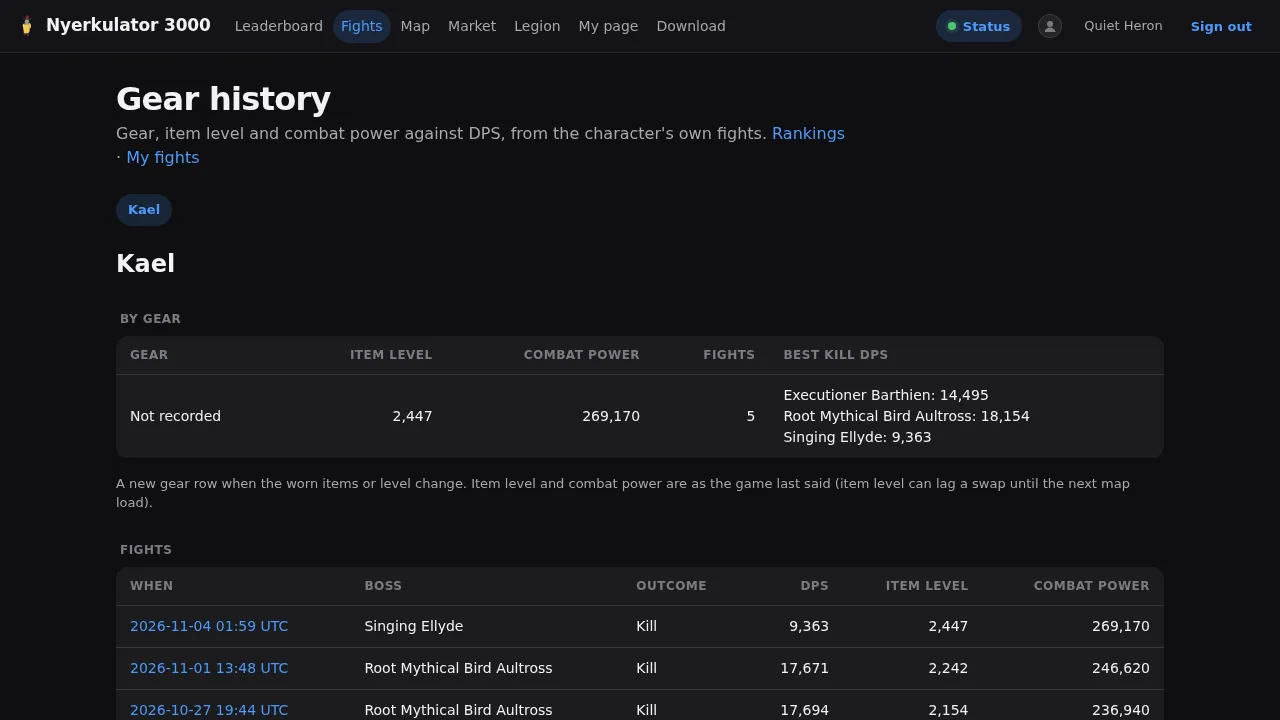 Nyerkulator 3000 Leaderboard Fights Map Market Legion My page Download Status Quiet Heron Sign out
Gear history
Gear, item level and combat power against DPS, from the character's own fights. Rankings
· My fights
Kael
Kael
BY GEAR
GEAR ITEM LEVEL COMBAT POWER FIGHTS BEST KILL DPS
Executioner Barthien: 14,495
Not recorded 2,447 269,170 5 Root Mythical Bird Aultross: 18,154
Singing Ellyde: 9,363
A new gear row when the worn items or level change. Item level and combat power are as the game last said (item level can lag a swap until the next map
load).
FIGHTS
WHEN BOSS OUTCOME DPS ITEM LEVEL COMBAT POWER
2026-11-04 01:59 UTC Singing Ellyde Kill 9,363 2,447 269,170
2026-11-01 13:48 UTC Root Mythical Bird Aultross Kill 17,671 2,242 246,620
2026-10-27 19:44 UTC Root Mythical Bird Aultross Kill 17,694 2,154 236,940